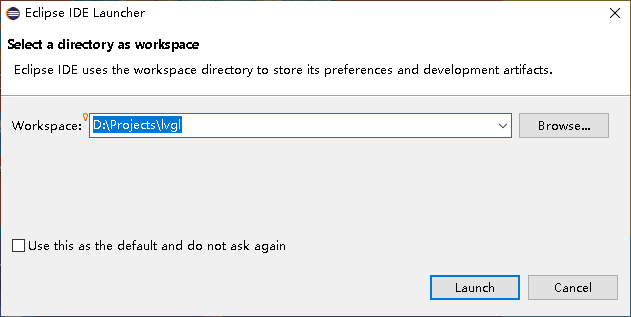 Eclipse IDE Launcher
Select a directory as workspace
Eclipse IDE uses the workspace directory to store its preferences and development artifacts.
Workspace: D:\Projects\lvgl Browse...
Use this as the default and do not ask again
Launch Cancel